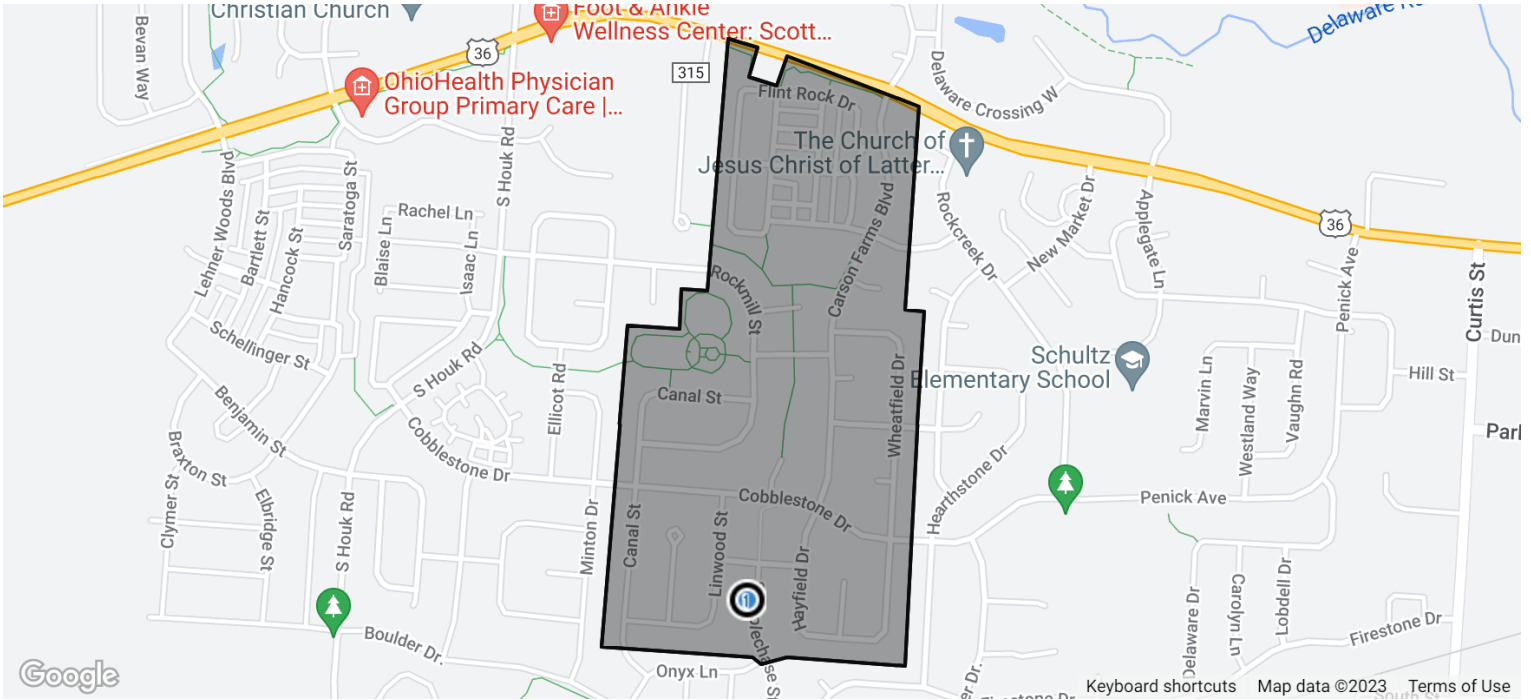 Christian Church
Foot & Ankle
Wellness Center: Scott...
36
315
OhioHealth Physician
Group Primary Care |...
Bevan Way
S Houk Rd
Flint Rock Dr
Delaware Crossing W
The Church of
Jesus Christ of Latter...
Lehner Woods Blvd
Bartlett St
Hancock St
Saratoga St
Rachel Ln
Blaise Ln
Isaac Ln
Carson Farms Blvd
Rockcreek Dr
New Market Dr
Applegate Ln
36
Penick Ave
Curtis St
Rockmill St
Schellinger St
S Houk Rd
Ellicot Rd
Canal St
Wheatfield Dr
Schultz
Elementary School
Marvin Ln
Westland Way
Vaughn Rd
Hill St
Benjamin St
Braxton St
Cobblestone Dr
Clymer St
Elbridge St
S Houk Rd
Minton Dr
Canal St
Linwood St
Cobblestone Dr
Hayfield Dr
Hearthstone Dr
Penick Ave
Boulder Dr.
Onyx Ln
Delaware Dr
Carolyn Ln
Lobdell Dr
Firestone Dr
Google
Keyboard shortcuts
Map data ©2023
Terms of Use